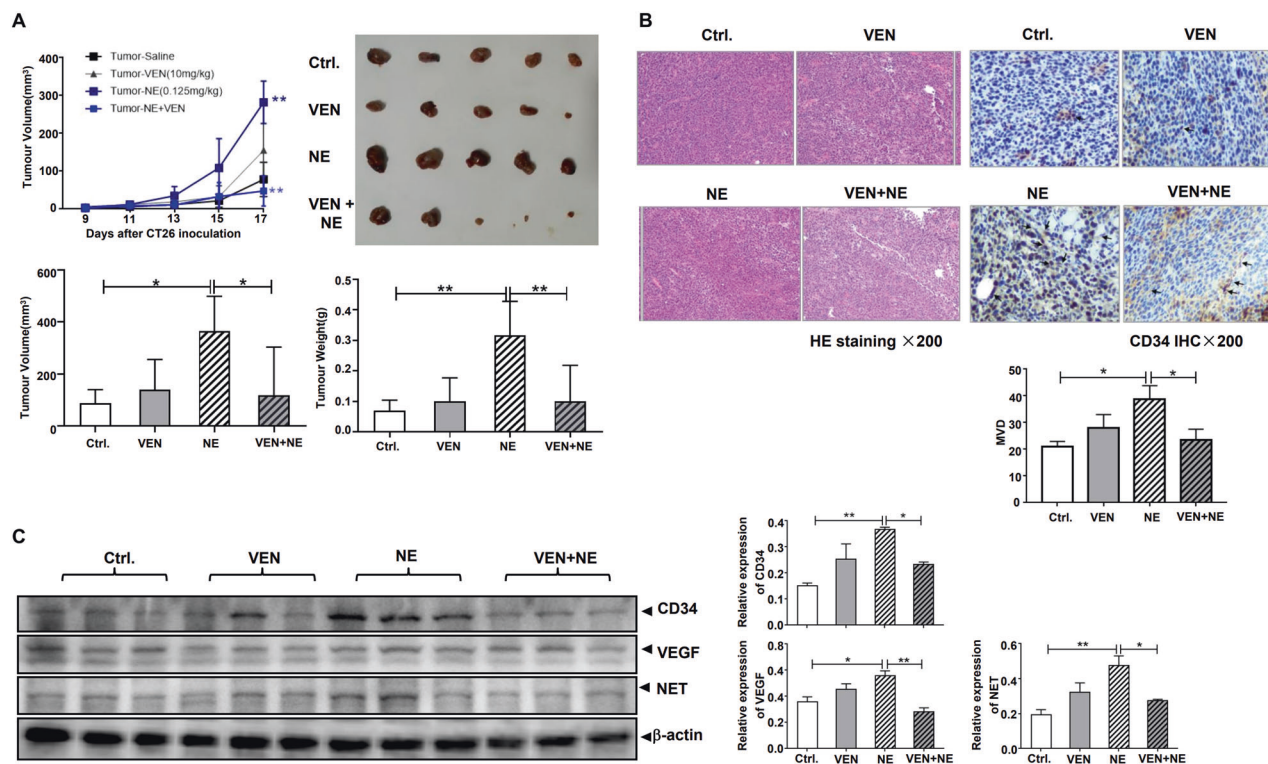 A
Tumour Volume(mm³)
400
300
200
100
0
9 11 13 15 17
Days after CT26 inoculation
Tumor-Saline
Tumor-VEN(10mg/kg)
Tumor-NE(0.125mg/kg)
Tumor-NE+VEN
**
**
Ctrl.
VEN
NE
VEN +
NE
Tumour Volume(mm³)
600
400
200
0
* *
Ctrl. VEN NE VEN+NE
Tumour Weight(g)
0.5
0.4
0.3
0.2
0.1
0.0
** **
Ctrl. VEN NE VEN+NE
B
Ctrl. VEN Ctrl. VEN
NE VEN+NE NE VEN+NE
HE staining ×200 CD34 IHC×200
MVD
50
40
30
20
10
0
* *
Ctrl. VEN NE VEN+NE
C
Ctrl. VEN NE VEN+NE
CD34
VEGF
NET
β-actin
Relative expression
of CD34
0.4
0.2
0.0
** *
Ctrl. VEN NE VEN+NE
Relative expression
of VEGF
0.8
0.6
0.4
0.2
0.0
* **
Ctrl. VEN NE VEN+NE
Relative expression
of NET
0.6
0.4
0.2
0.0
** *
Ctrl. VEN NE VEN+NE